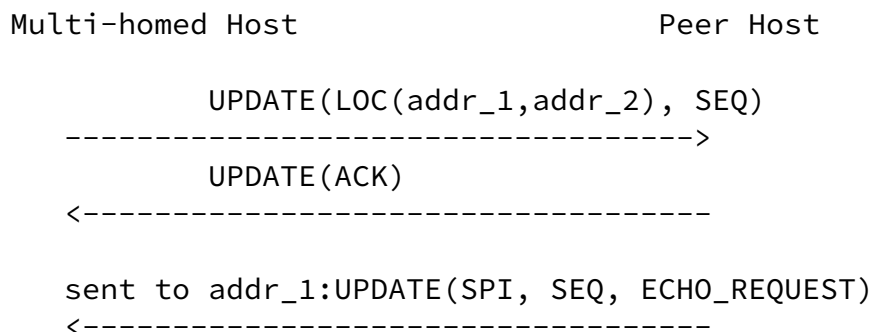 Multi-homed Host                    Peer Host
UPDATE(LOC(addr_1,addr_2), SEQ)
----------------------------------->
UPDATE(ACK)
<-----------------------------------
sent to addr_1:UPDATE(SPI, SEQ, ECHO_REQUEST)
<-----------------------------------